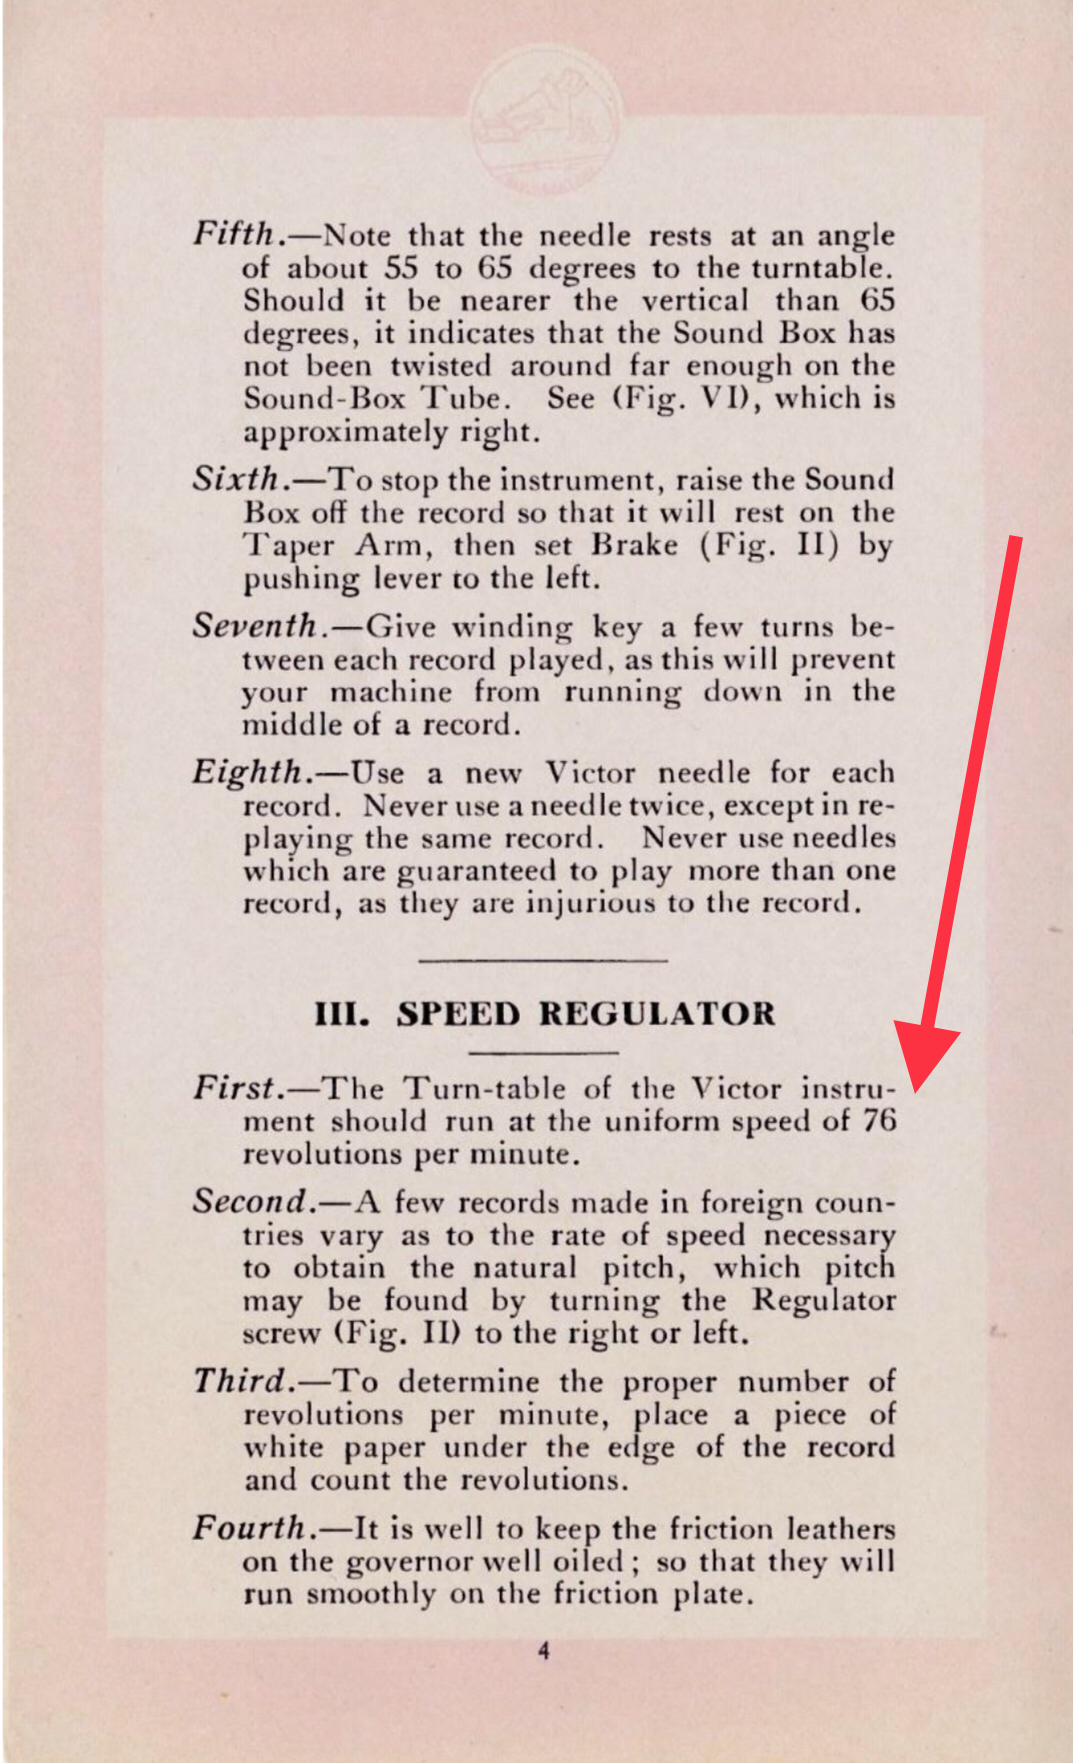 Fifth.—Note that the needle rests at an angle
of about 55 to 65 degrees to the turntable.
Should it be nearer the vertical than 65
degrees, it indicates that the Sound Box has
not been twisted around far enough on the
Sound-Box Tube. See (Fig. VI), which is
approximately right.
Sixth.—To stop the instrument, raise the Sound
Box off the record so that it will rest on the
Taper Arm, then set Brake (Fig. II) by
pushing lever to the left.
Seventh.—Give winding key a few turns be-
tween each record played, as this will prevent
your machine from running down in the
middle of a record.
Eighth.—Use a new Victor needle for each
record. Never use a needle twice, except in re-
playing the same record. Never use needles
which are guaranteed to play more than one
record, as they are injurious to the record.
III. SPEED REGULATOR
First.—The Turn-table of the Victor instru-
ment should run at the uniform speed of 76
revolutions per minute.
Second.—A few records made in foreign coun-
tries vary as to the rate of speed necessary
to obtain the natural pitch, which pitch
may be found by turning the Regulator
screw (Fig. II) to the right or left.
Third.—To determine the proper number of
revolutions per minute, place a piece of
white paper under the edge of the record
and count the revolutions.
Fourth.—It is well to keep the friction leathers
on the governor well oiled; so that they will
run smoothly on the friction plate.
4